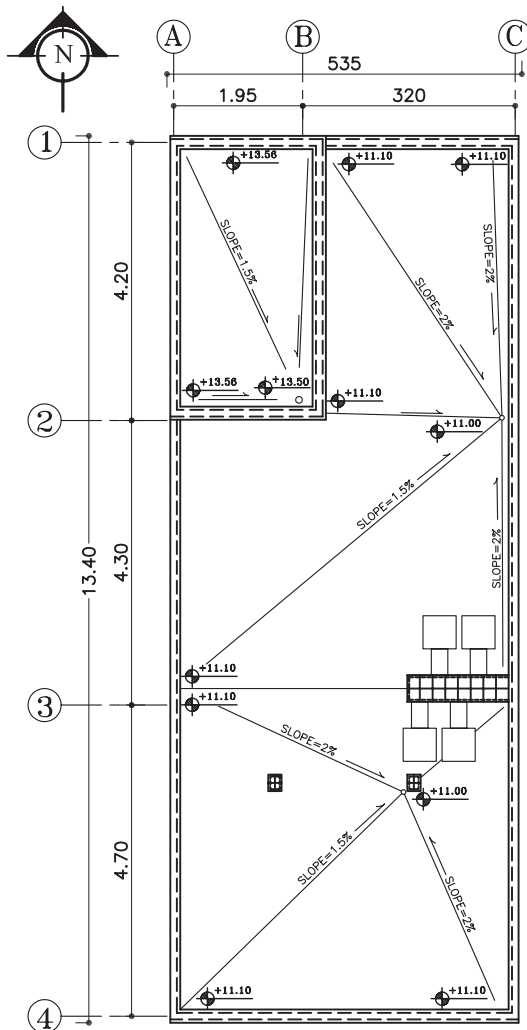 N
A B C
535
1.95 320
1
+13.56 +11.10 +11.10
SLOPE=1.5%
SLOPE=2%
SLOPE=2%
4.20
+13.56 +13.50 +11.10
2
+11.00
SLOPE=1.5%
SLOPE=2%
4.30
13.40
+11.10
3
+11.10
SLOPE=2%
+11.00
4.70
SLOPE=1.5%
SLOPE=2%
+11.10 +11.10
4